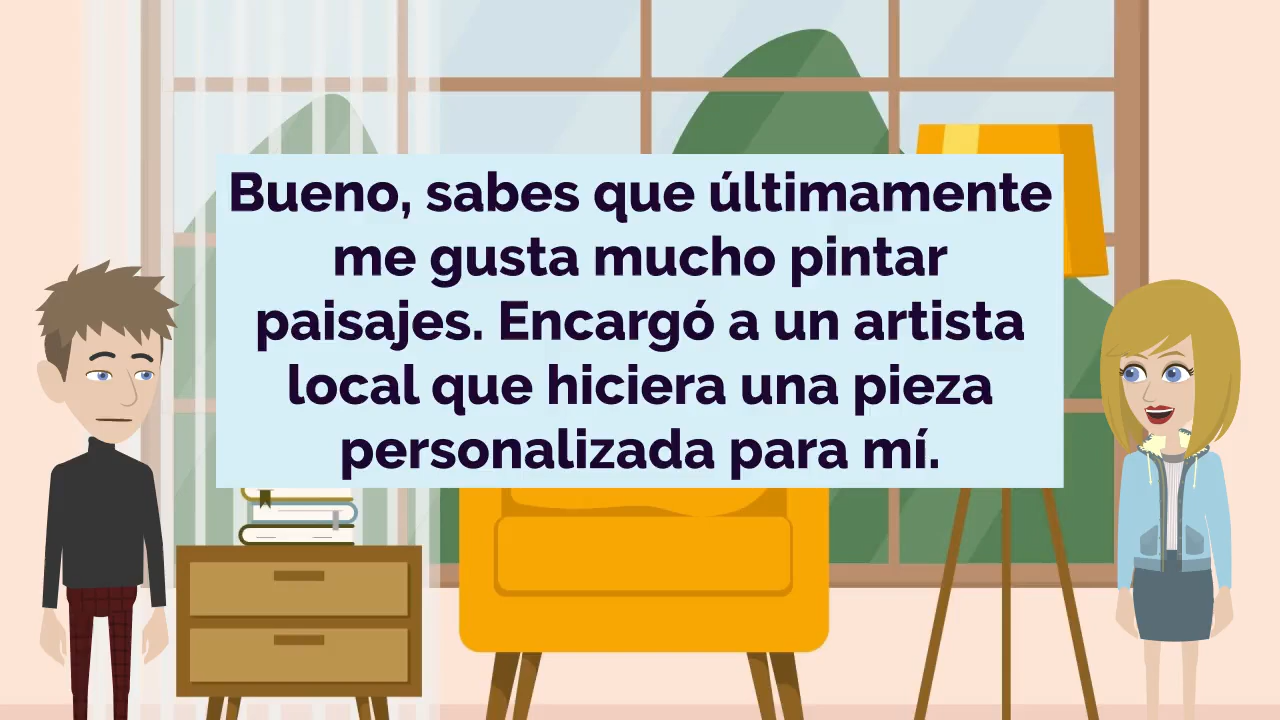 Bueno, sabes que últimamente
me gusta mucho pintar
paisajes. Encargó a un artista
local que hiciera una pieza
personalizada para mí.